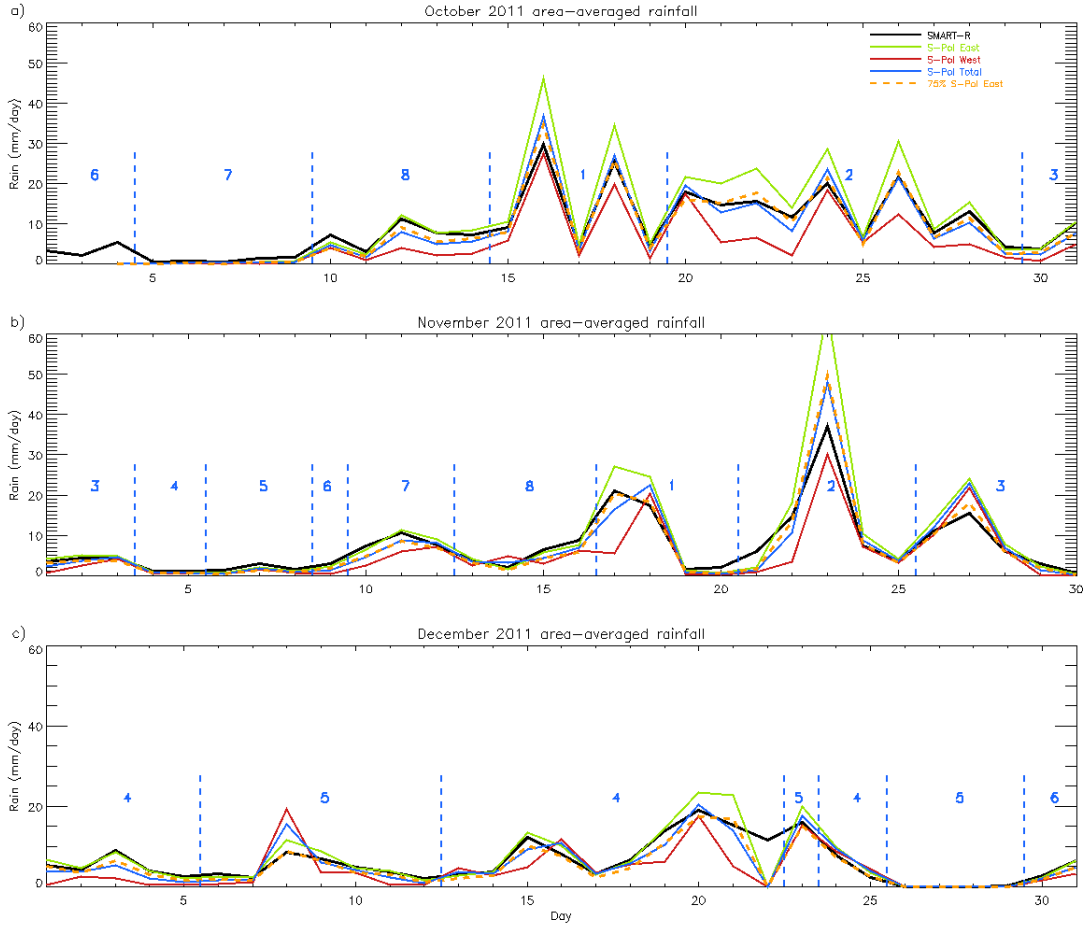 a) October 2011 area-averaged rainfall
60
50
40
30
20
10
0
Rain (mm/day)
SMART-R
S-Pol East
S-Pol West
S-Pol Total
75% S-Pol East
6 7 8 1 2 3
5 10 15 20 25 30
b) November 2011 area-averaged rainfall
60
50
40
30
20
10
0
Rain (mm/day)
3 4 5 6 7 8 1 2 3
5 10 15 20 25 30
c) December 2011 area-averaged rainfall
60
40
20
0
Rain (mm/day)
4 5 4 5 4 5 6
5 10 15 20 25 30
Day